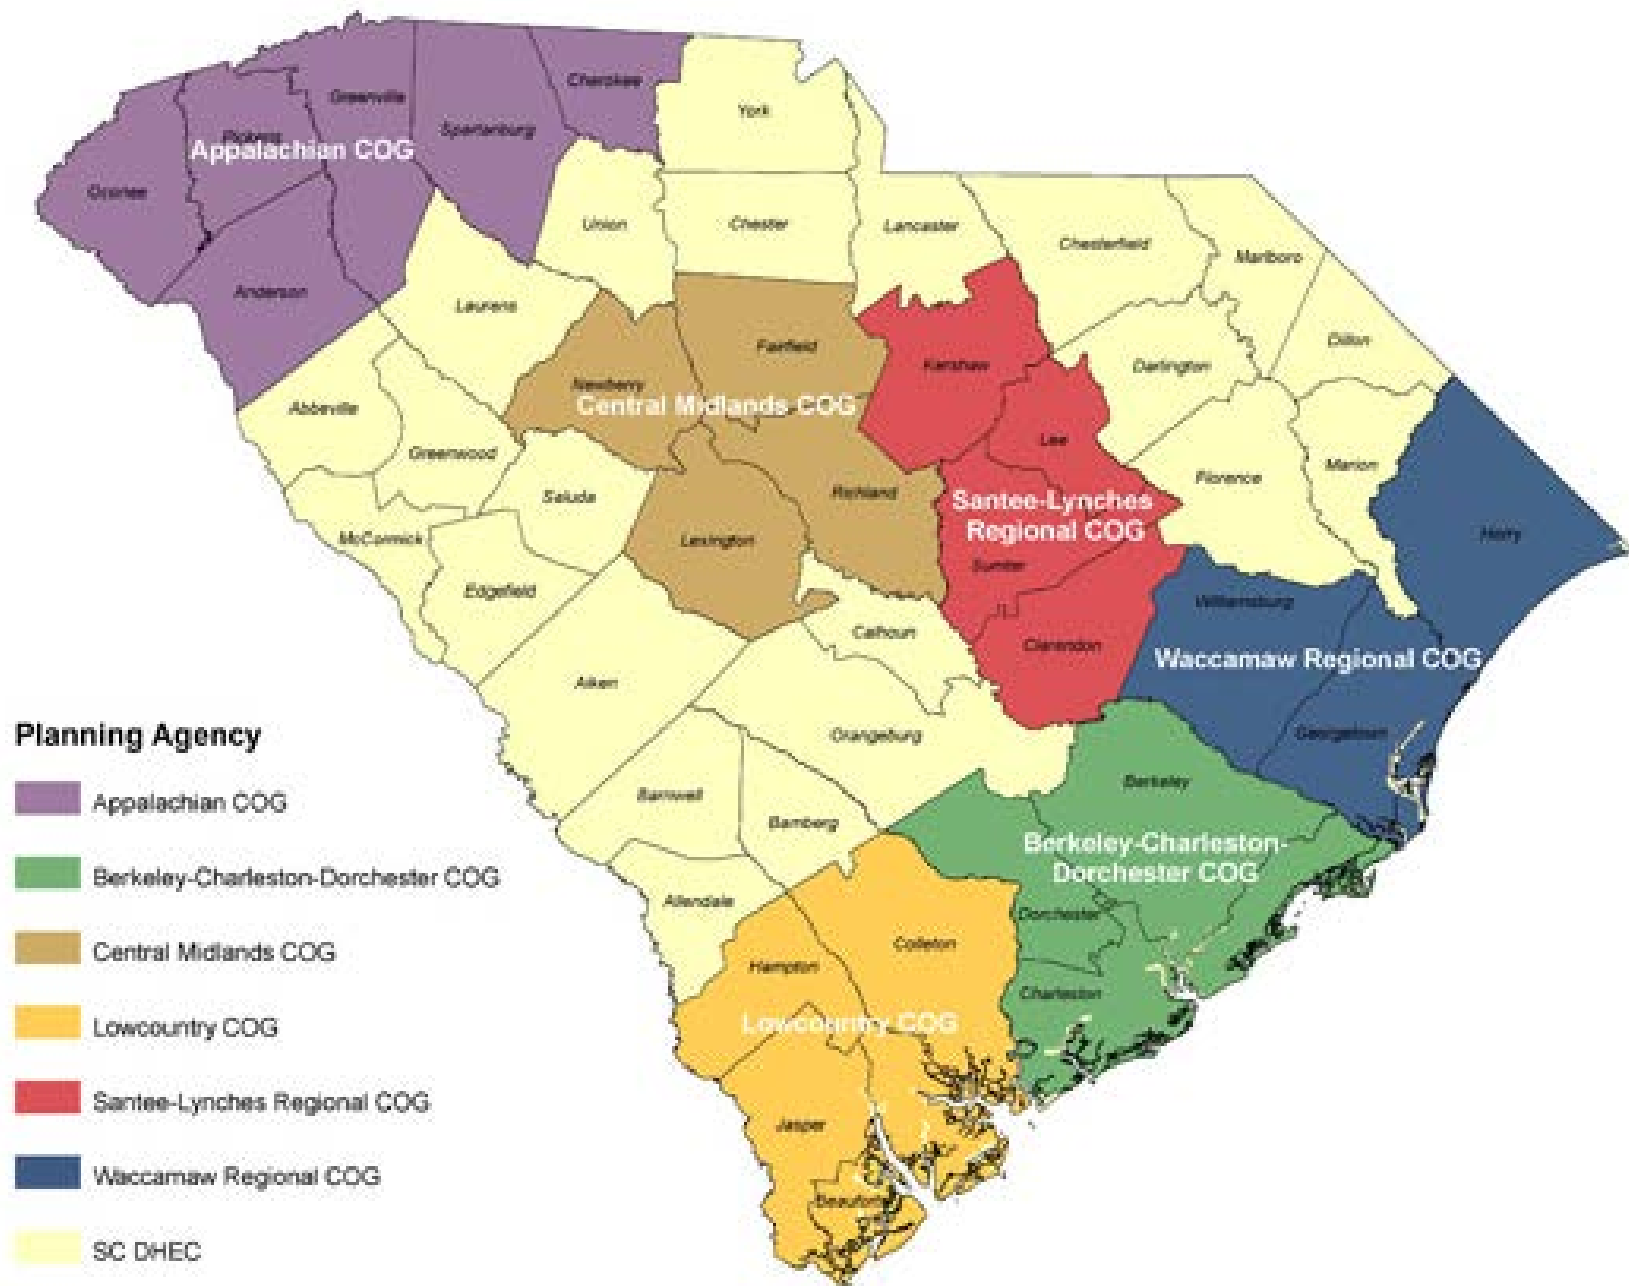 Cherokee
Greenville
York
Spartanburg
Pickens
Appalachian COG
Oconee
Union
Chester
Lancaster
Chesterfield
Marlboro
Anderson
Laurens
Fairfield
Dillon
Kershaw
Darlington
Newberry
Central Midlands COG
Abbeville
Lee
Greenwood
Marion
Florence
Richland
Saluda
Santee-Lynches
Regional COG
Horry
McCormick
Lexington
Sumter
Edgefield
Williamsburg
Calhoun
Clarendon
Waccamaw Regional COG
Aiken
Orangeburg
Georgetown
Planning Agency
Berkeley
Barnwell
Appalachian COG
Bamberg
Berkeley-Charleston-
Dorchester COG
Berkeley-Charleston-Dorchester COG
Allendale
Dorchester
Colleton
Central Midlands COG
Hampton
Charleston
Lowcountry COG
Lowcountry COG
Santee-Lynches Regional COG
Jasper
Waccamaw Regional COG
Beaufort
SC DHEC